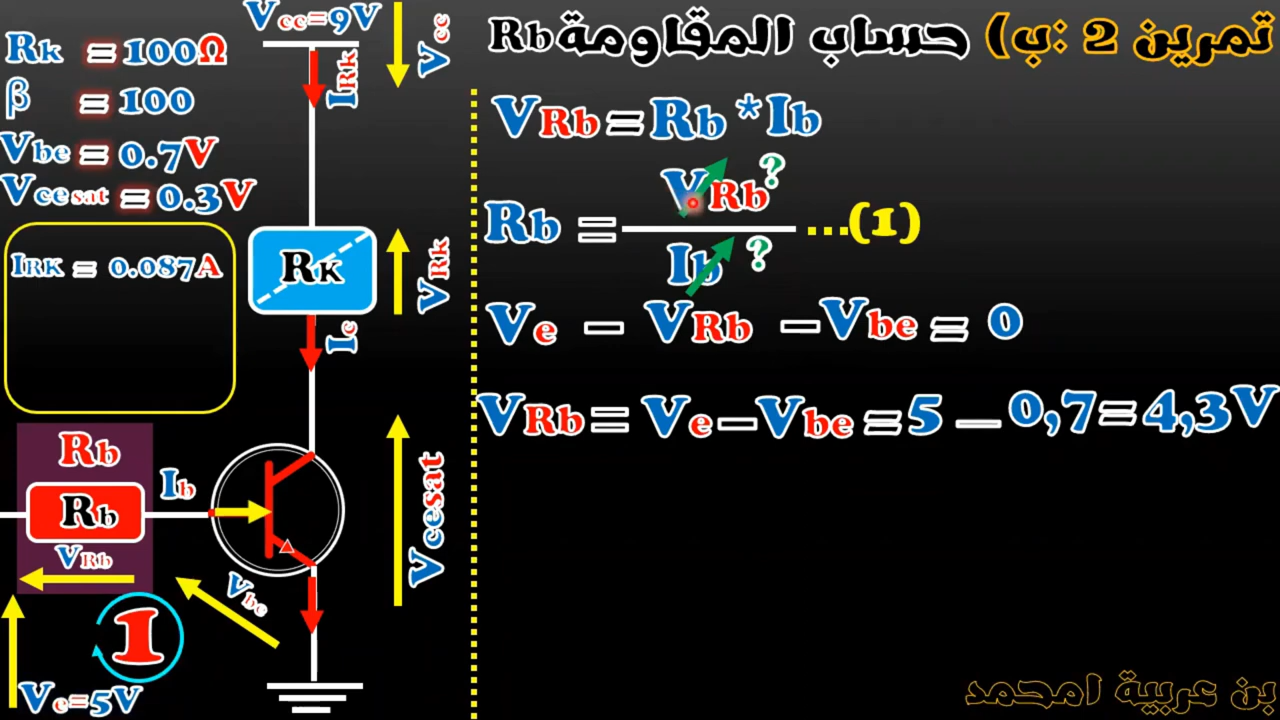 تمرين 2 :ب) حساب المقاومة Rb
Vcc=9V
Vcc
Rk = 100Ω
β = 100
Vbe = 0.7V
Vcesat = 0.3V
IRk
IRK = 0.087A
RK
VRk
Ic
Rb
Rb
Ib
VRb
Vbe
Vcesat
1
Ve=5V
VRb = Rb * Ib
Rb = VRb ? / Ib ? ...(1)
Ve – VRb – Vbe = 0
VRb = Ve – Vbe = 5 – 0,7 = 4,3V
بن عربية امحمد